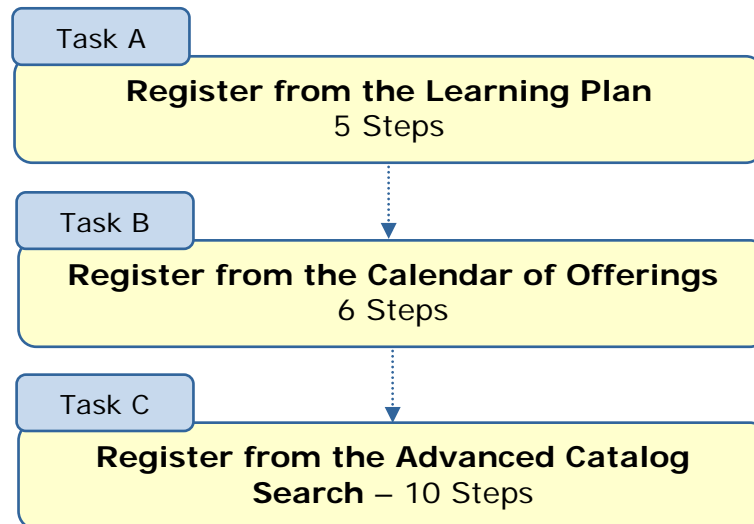 Task A
Register from the Learning Plan
5 Steps
Task B
Register from the Calendar of Offerings
6 Steps
Task C
Register from the Advanced Catalog
Search – 10 Steps